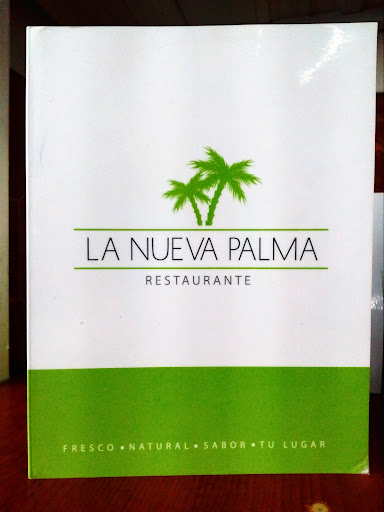 LA NUEVA PALMA
RESTAURANTE
FRESCO • NATURAL • SABOR • TU LUGAR